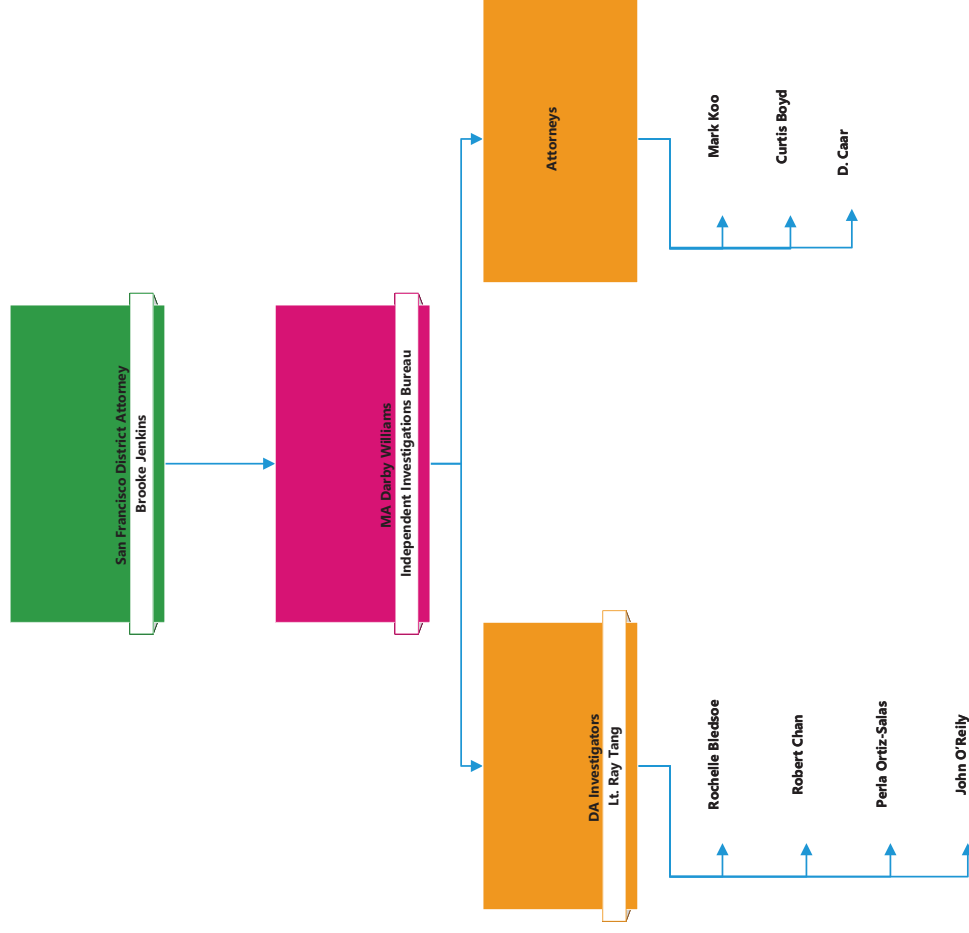 San Francisco District Attorney
Brooke Jenkins
MA Darby Williams
Independent Investigations Bureau
DA Investigators
Lt. Ray Tang
Rochelle Bledsoe
Robert Chan
Perla Ortiz-Salas
John O'Reily
Attorneys
Mark Koo
Curtis Boyd
D. Caar